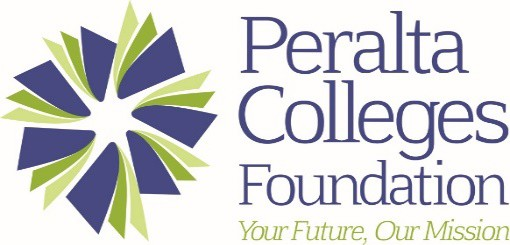 Peralta
Colleges
Foundation
Your Future, Our Mission